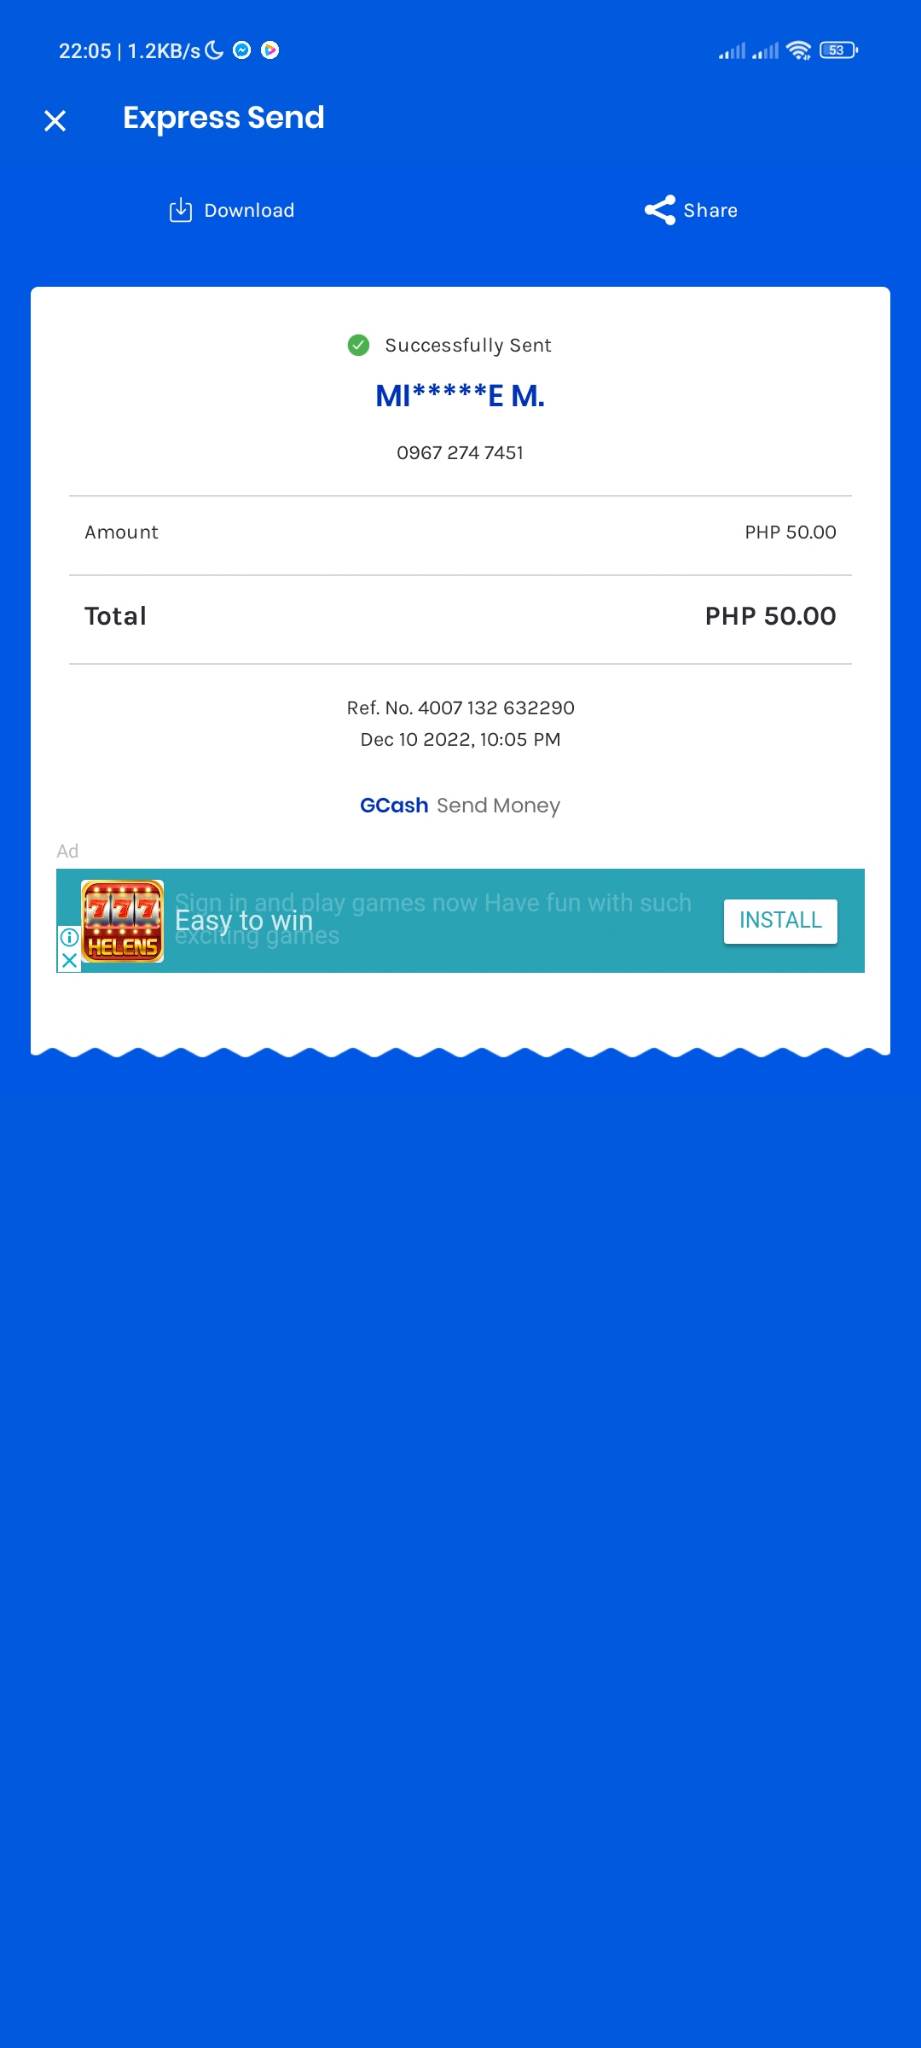 22:05 | 1.2KB/s 53
Express Send
Download Share
Successfully Sent
MI*****E M.
0967 274 7451
Amount PHP 50.00
Total PHP 50.00
Ref. No. 4007 132 632290
Dec 10 2022, 10:05 PM
GCash Send Money
Ad
777
HELENS
Sign in and play games now Have fun with such
Easy to win
exciting games
INSTALL